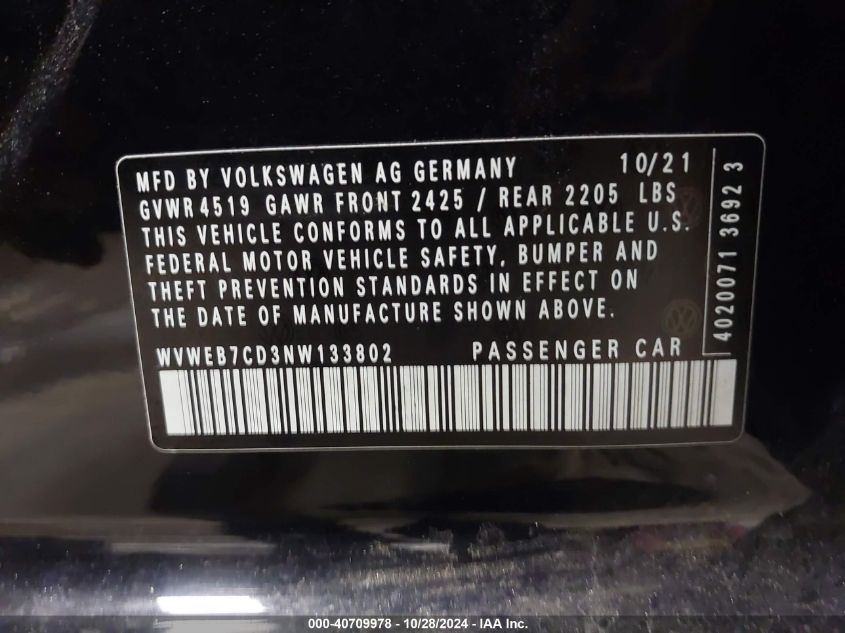 MFD BY VOLKSWAGEN AG GERMANY 10/21
GVWR 4519 GAWR FRONT 2425 / REAR 2205 LBS
THIS VEHICLE CONFORMS TO ALL APPLICABLE U.S.
FEDERAL MOTOR VEHICLE SAFETY, BUMPER AND
THEFT PREVENTION STANDARDS IN EFFECT ON
THE DATE OF MANUFACTURE SHOWN ABOVE.
WVWEB7CD3NW133802 PASSENGER CAR
4020071 3692 3
000-40709978 - 10/28/2024 - IAA Inc.